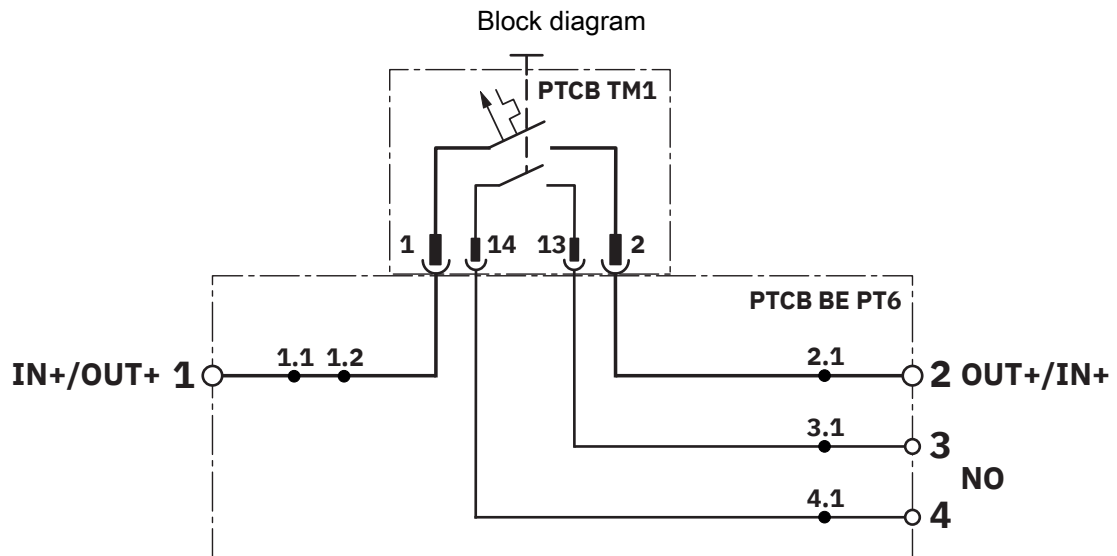 Block diagram
PTCB TM1
1 14 13 2
PTCB BE PT6
IN+/OUT+ 1 1.1 1.2 2.1 2 OUT+/IN+
3.1 3
NO
4.1 4